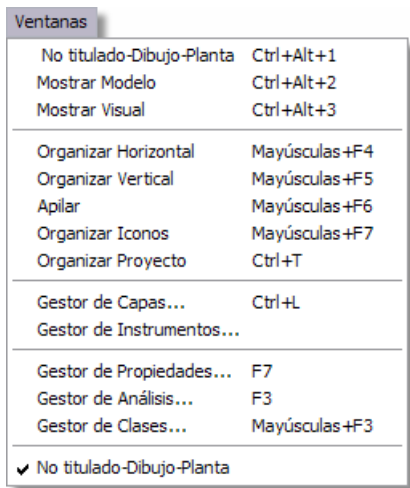 Ventanas
No titulado-Dibujo-Planta Ctrl+Alt+1
Mostrar Modelo Ctrl+Alt+2
Mostrar Visual Ctrl+Alt+3
Organizar Horizontal Mayúsculas+F4
Organizar Vertical Mayúsculas+F5
Apilar Mayúsculas+F6
Organizar Iconos Mayúsculas+F7
Organizar Proyecto Ctrl+T
Gestor de Capas... Ctrl+L
Gestor de Instrumentos...
Gestor de Propiedades... F7
Gestor de Análisis... F3
Gestor de Clases... Mayúsculas+F3
No titulado-Dibujo-Planta